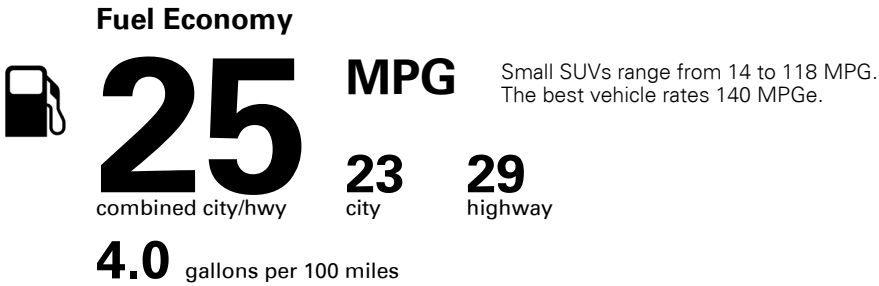 Fuel Economy
25 MPG
Small SUVs range from 14 to 118 MPG.
The best vehicle rates 140 MPGe.
combined city/hwy
23 city
29 highway
4.0 gallons per 100 miles